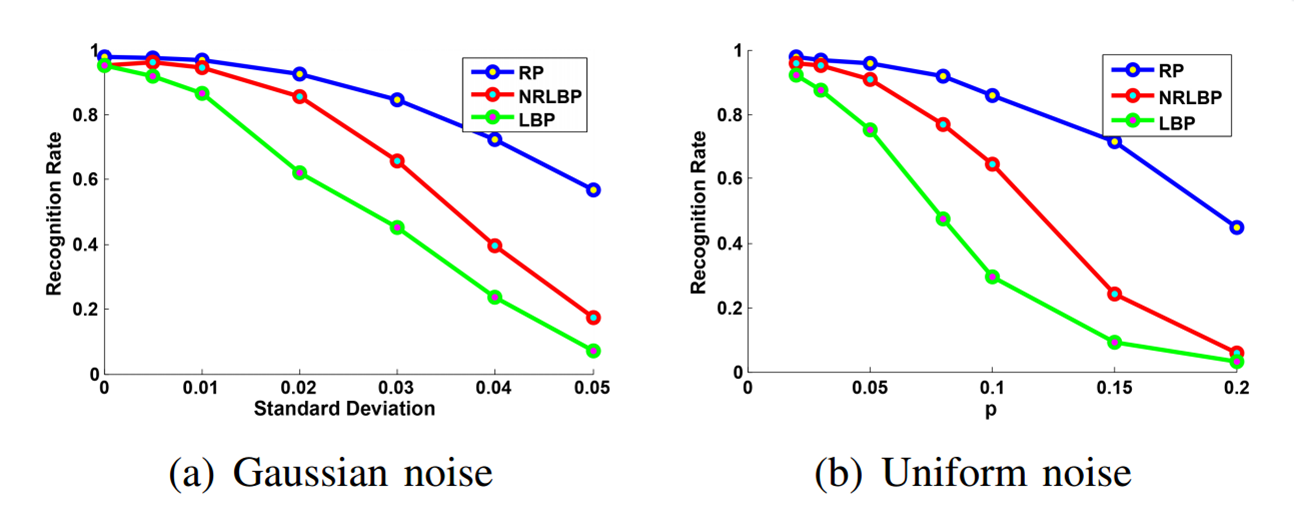 1
0.8
0.6
0.4
0.2
0
0 0.01 0.02 0.03 0.04 0.05
Recognition Rate
Standard Deviation
RP
NRLBP
LBP
(a) Gaussian noise
1
0.8
0.6
0.4
0.2
0
0 0.05 0.1 0.15 0.2
Recognition Rate
p
RP
NRLBP
LBP
(b) Uniform noise